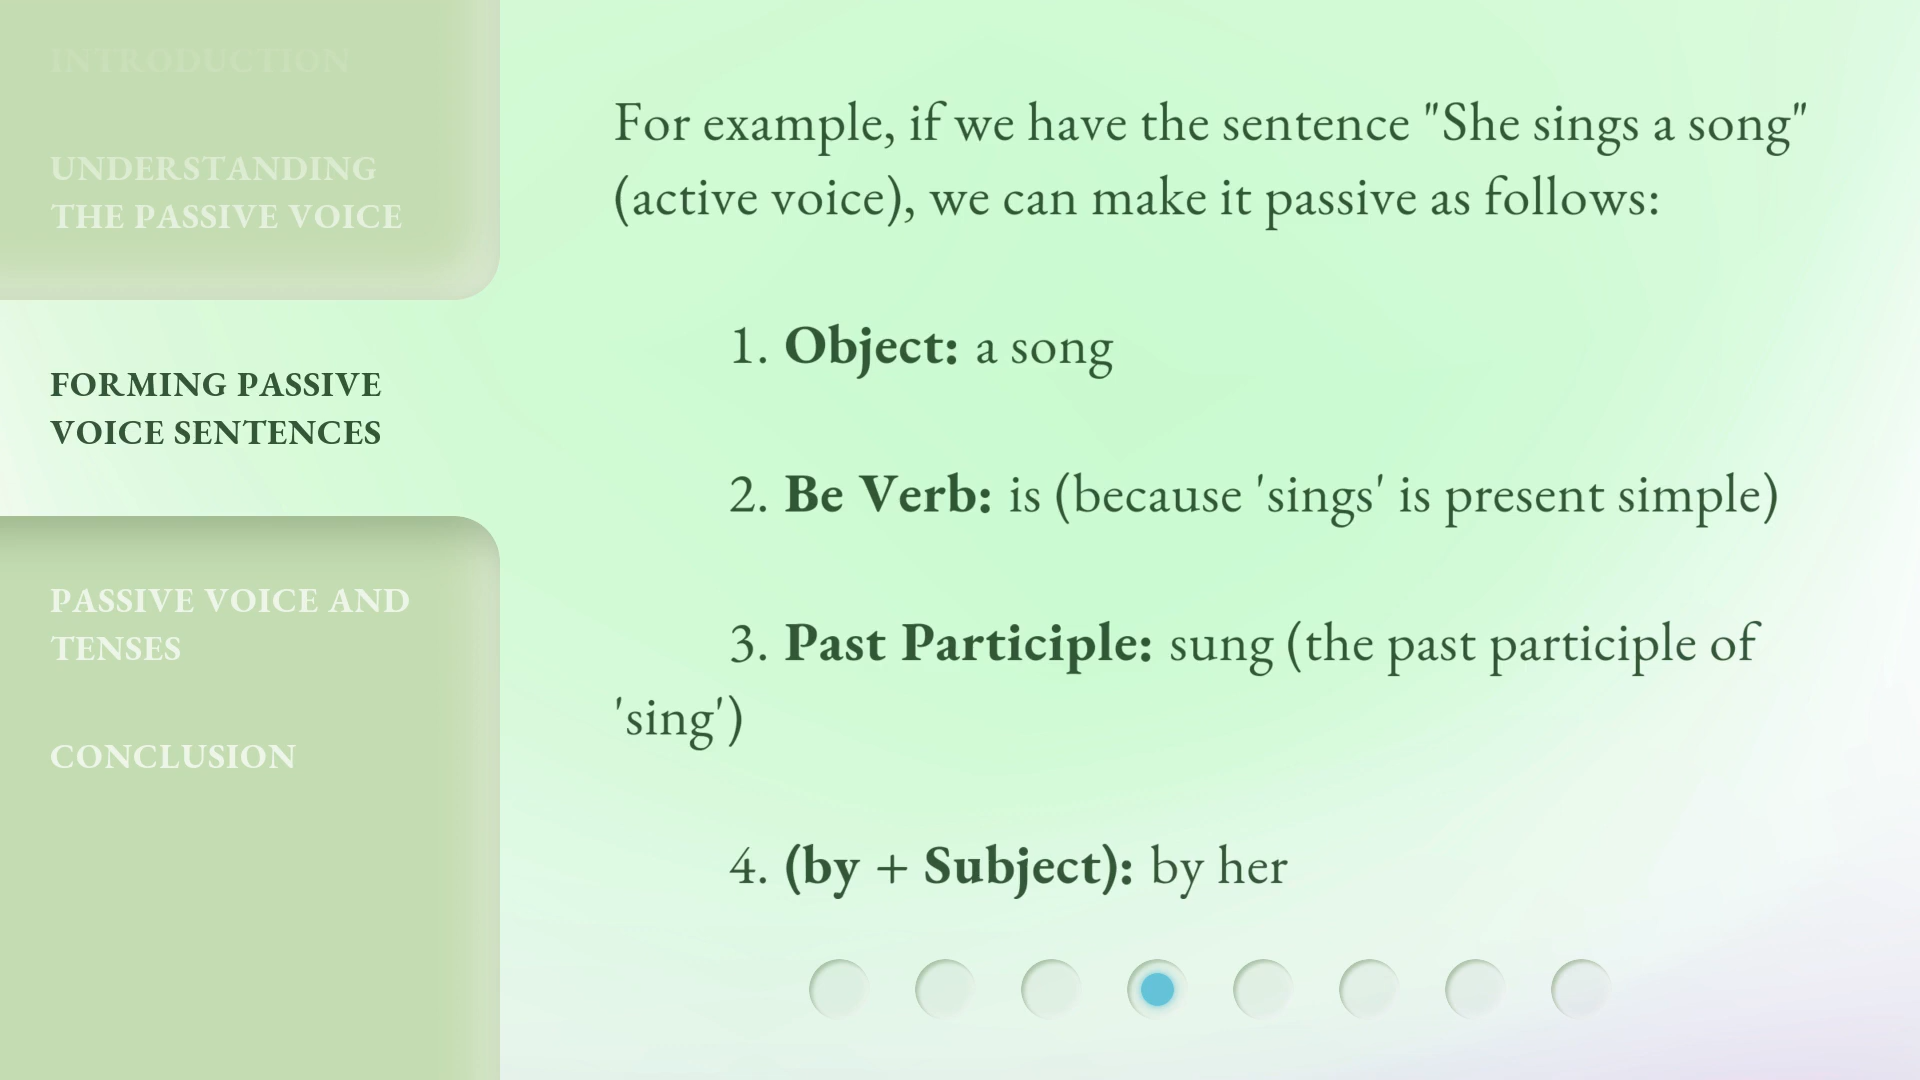 INTRODUCTION
UNDERSTANDING
THE PASSIVE VOICE
FORMING PASSIVE
VOICE SENTENCES
PASSIVE VOICE AND
TENSES
CONCLUSION
For example, if we have the sentence "She sings a song"
(active voice), we can make it passive as follows:
1. Object: a song
2. Be Verb: is (because 'sings' is present simple)
3. Past Participle: sung (the past participle of
'sing')
4. (by + Subject): by her